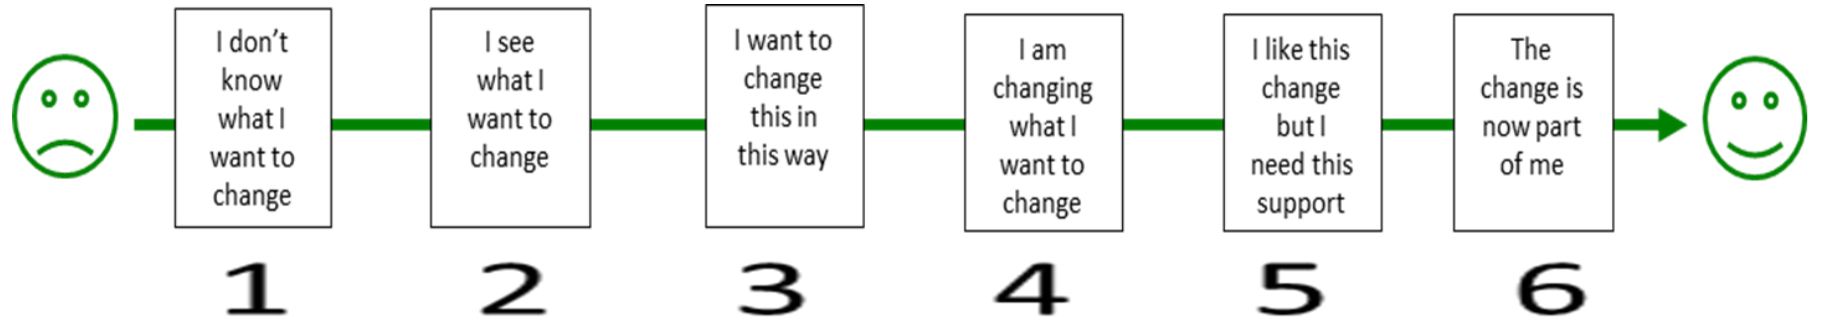 I don't
know
what I
want to
change
I see
what I
want to
change
I want to
change
this in
this way
I am
changing
what I
want to
change
I like this
change
but I
need this
support
The
change is
now part
of me
1
2
3
4
5
6